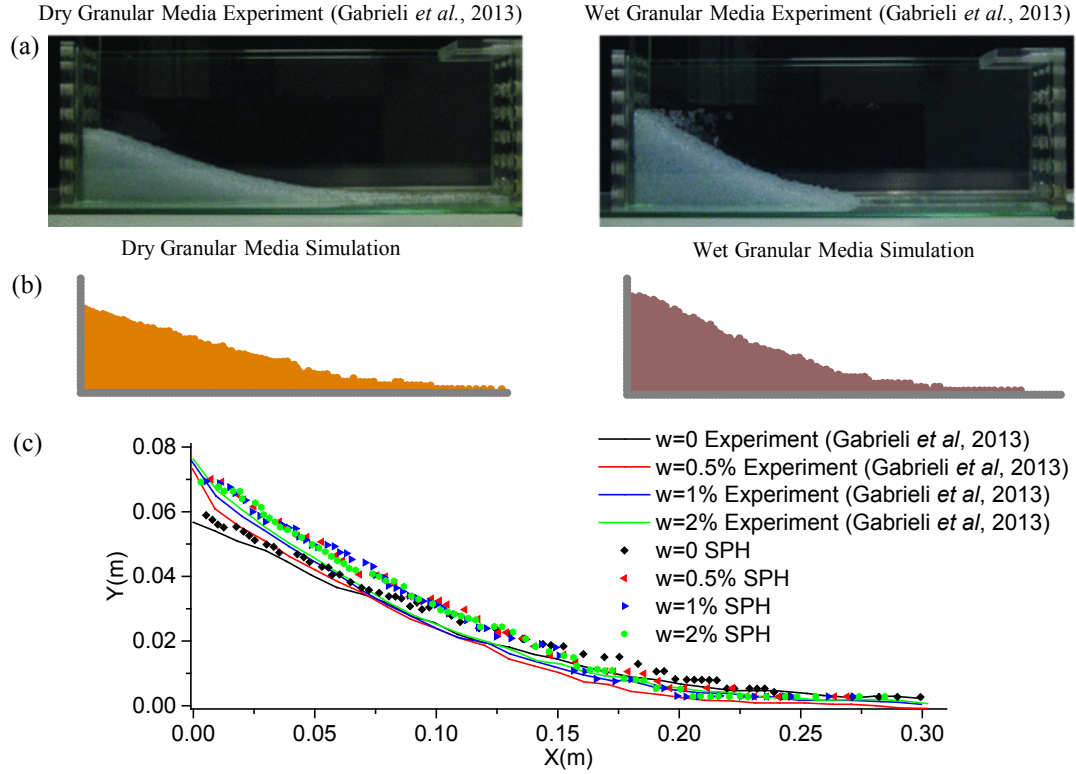 Dry Granular Media Experiment (Gabrieli et al., 2013)
Wet Granular Media Experiment (Gabrieli et al., 2013)
(a)
Dry Granular Media Simulation
Wet Granular Media Simulation
(b)
(c)
w=0 Experiment (Gabrieli et al, 2013)
w=0.5% Experiment (Gabrieli et al, 2013)
w=1% Experiment (Gabrieli et al, 2013)
w=2% Experiment (Gabrieli et al, 2013)
w=0 SPH
w=0.5% SPH
w=1% SPH
w=2% SPH
Y(m)
0.08
0.06
0.04
0.02
0.00
0.00 0.05 0.10 0.15 0.20 0.25 0.30
X(m)